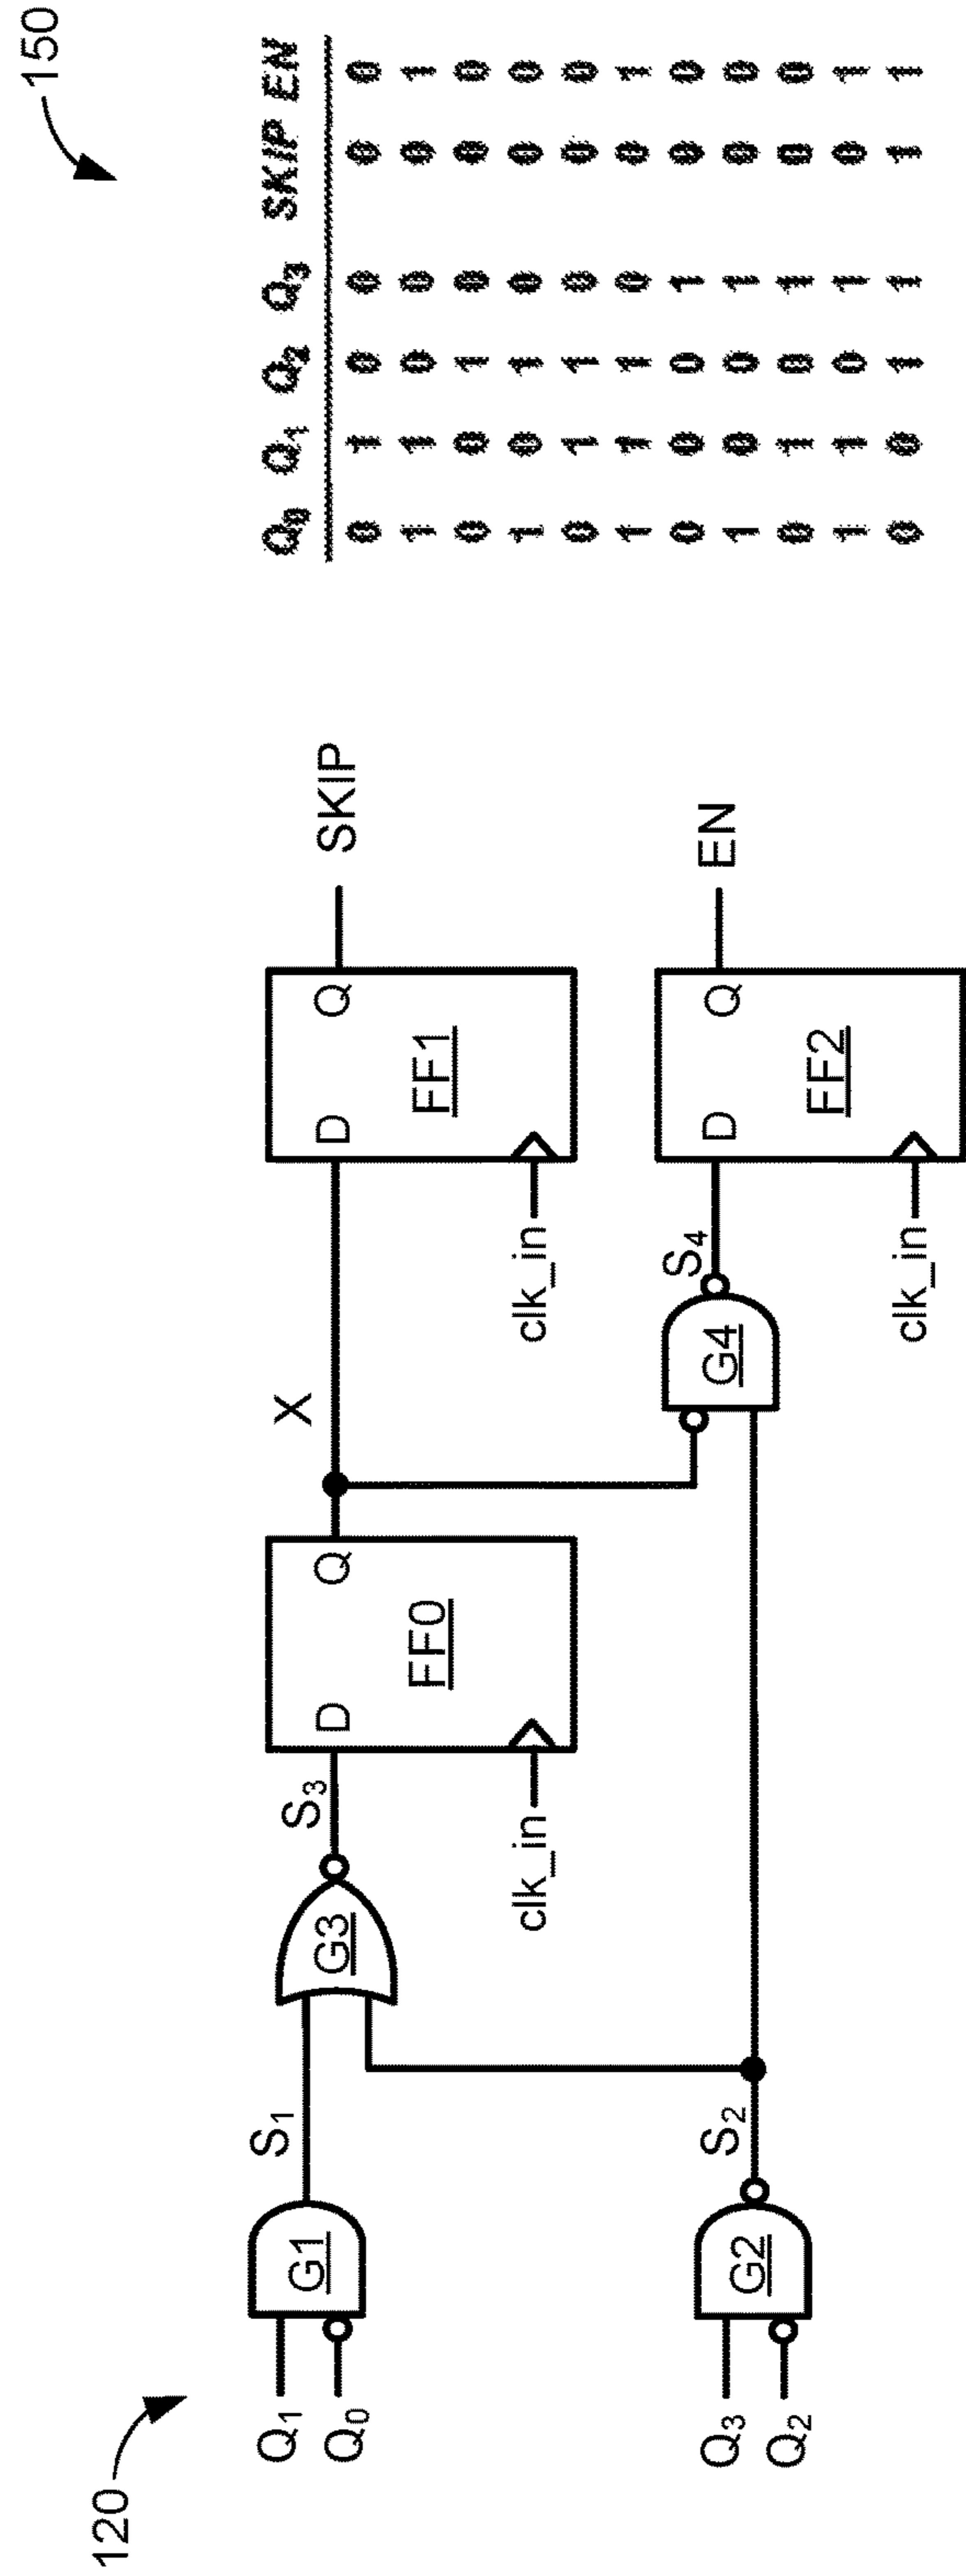 120
Q₁
Q₀
G1
S₁
G3
S₃
D
Q
FF0
clk_in
X
D
Q
FF1
clk_in
SKIP
Q₃
Q₂
G2
S₂
G4
S₄
D
Q
FF2
clk_in
EN
150
Q₀ Q₁ Q₂ Q₃ SKIP EN
0 1 0 0 0 0
1 1 0 0 0 1
0 0 1 0 0 0
1 0 1 0 0 0
0 1 1 0 0 0
1 1 1 0 0 1
0 0 0 1 0 0
1 0 0 1 0 0
0 1 0 1 0 0
1 1 0 1 0 1
0 0 1 1 1 1